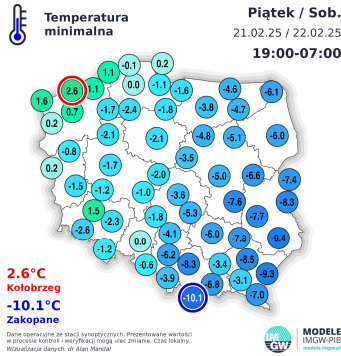 Temperatura
minimalna
Piątek / Sob.
21.02.25 / 22.02.25
19:00-07:00
-0.1 0.2
1.1
2.6 1.1 0.0 -1.1 -1.6 -4.6 -6.1
1.6
0.7 -1.7 -2.4 -1.8 -3.8 -4.7
0.2
-2.1 -2.1 -4.8 -5.1 -6.0
-0.8 -3.5
0.2 -1.7 -2.0 -5.0 -6.6 -7.4
-1.5 -1.2 -1.0 -3.6 -7.6 -8.3
1.5 -1.8 -5.3 -7.7
-2.6 -2.3 -4.1 -6.0 7.3 9.4
-1.2 0.0 -6.2
-0.6 -8.3 -3.4 -8.5 -9.3
-3.9 -6.8 -3.1
-10.1 -7.0
2.6°C
Kołobrzeg
-10.1°C
Zakopane
Dane operacyjne ze stacji synoptycznych. Prezentowane wartości
w procesie kontroli i weryfikacji mogą ulec zmianie. Czas lokalny.
Wizualizacja danych: dr Alan Mandal
IMGW
MODELE
IMGW-PIB
modele.imgw.pl